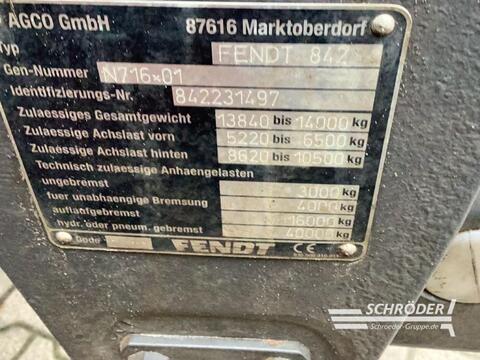 AGCO GmbH 87616 Marktoberdorf
Typ FENDT 842
Gen-Nummer N716*01
Identifizierungs-Nr. 842231497
Zulaessiges Gesamtgewicht 13840 bis 14000 kg
Zulaessige Achslast vorn 5220 bis 6500 kg
Zulaessige Achslast hinten 8620 bis 10500 kg
Technisch zulaessige Anhaengelasten
ungebremst 3000 kg
fuer unabhaengige Bremsung 4000 kg
auflaufgebremst 16000 kg
hydr. oder pneum. gebremst 40000 kg
Code FENDT CE
SCHRÖDER
Schroeder-Gruppe.de